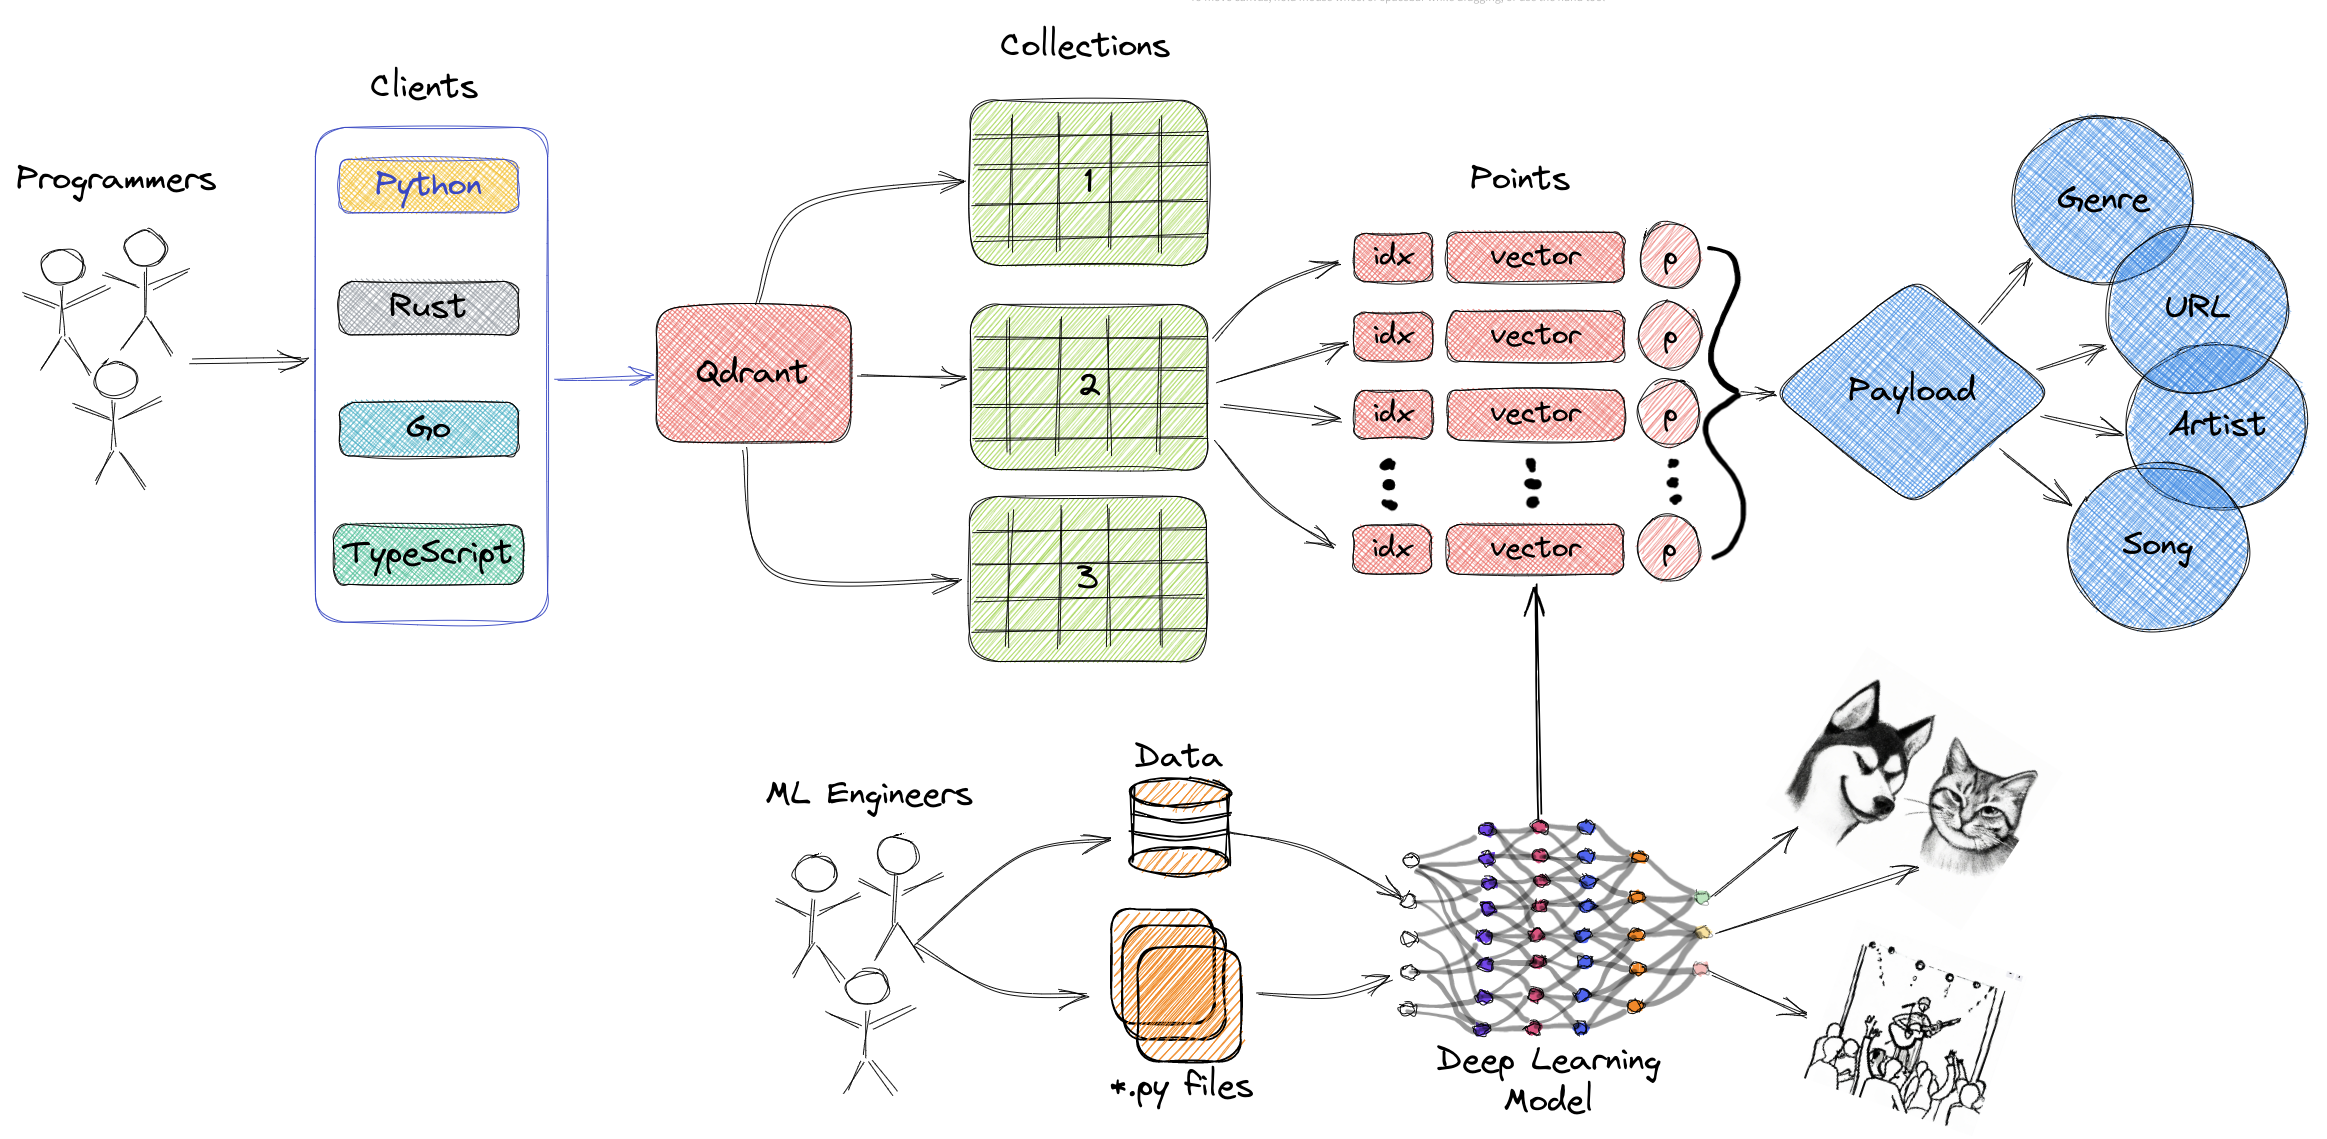 Collections
Clients
Programmers
Python
Rust
Go
TypeScript
Qdrant
1
2
3
Points
idx vector p
idx vector p
idx vector p
idx vector p
Payload
Genre
URL
Artist
Song
ML Engineers
Data
*.py files
Deep Learning
Model